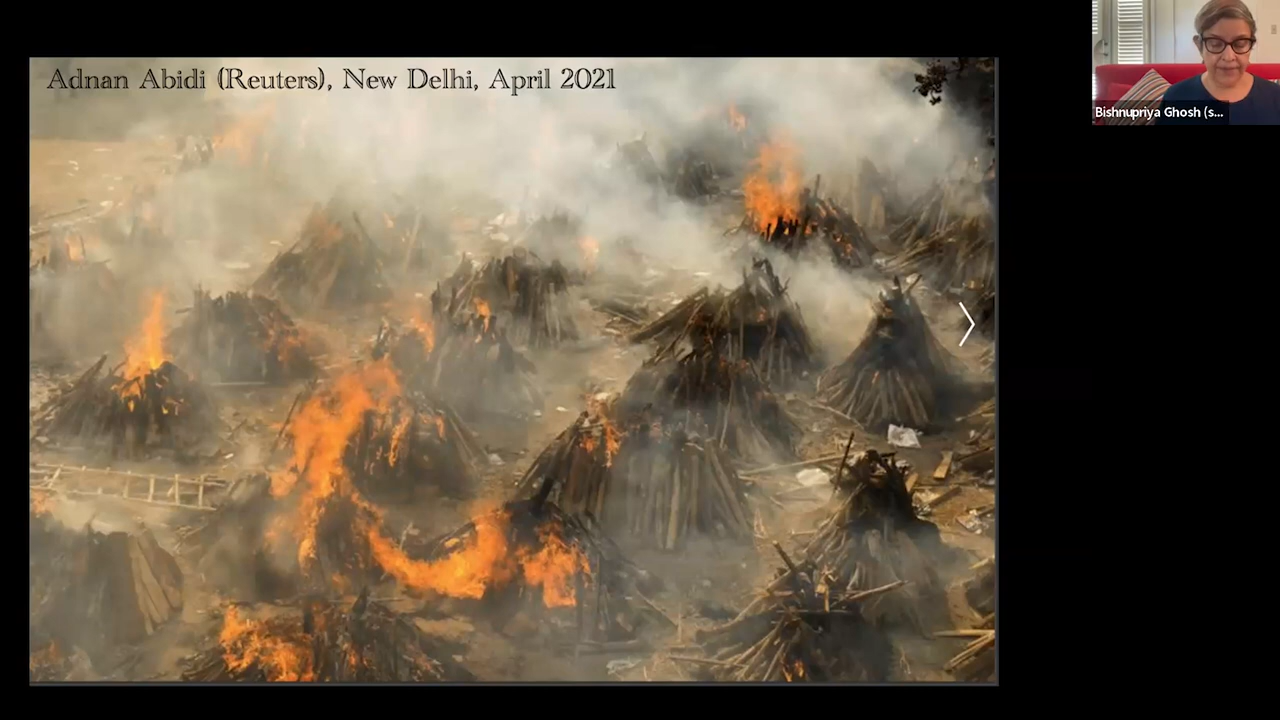 Adnan Abidi (Reuters), New Delhi, April 2021
Bishnupriya Ghosh (s...